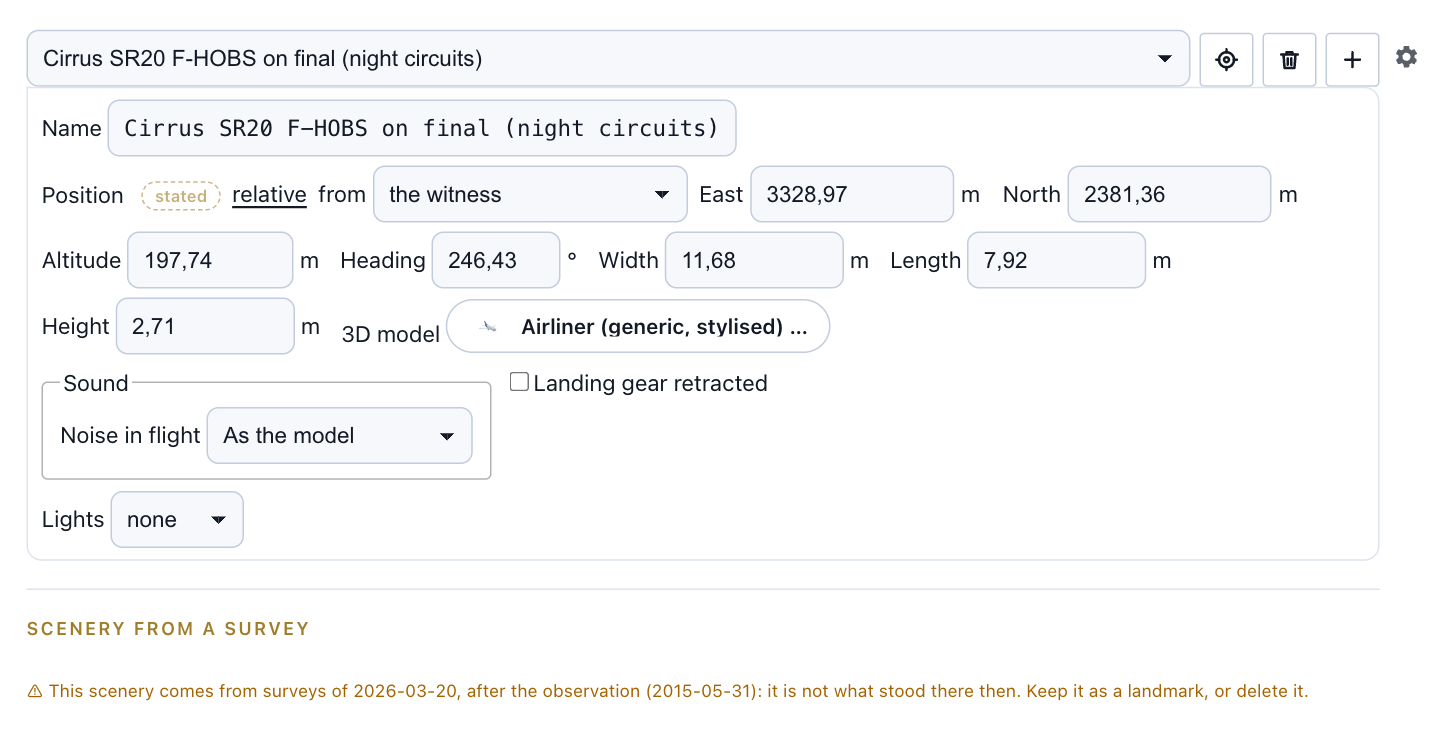 Cirrus SR20 F-HOBS on final (night circuits)
Name Cirrus SR20 F-HOBS on final (night circuits)
Position stated relative from the witness East 3328,97 m North 2381,36 m
Altitude 197,74 m Heading 246,43 ° Width 11,68 m Length 7,92 m
Height 2,71 m 3D model Airliner (generic, stylised) ...
Sound Landing gear retracted
Noise in flight As the model
Lights none
SCENERY FROM A SURVEY
⚠ This scenery comes from surveys of 2026-03-20, after the observation (2015-05-31): it is not what stood there then. Keep it as a landmark, or delete it.